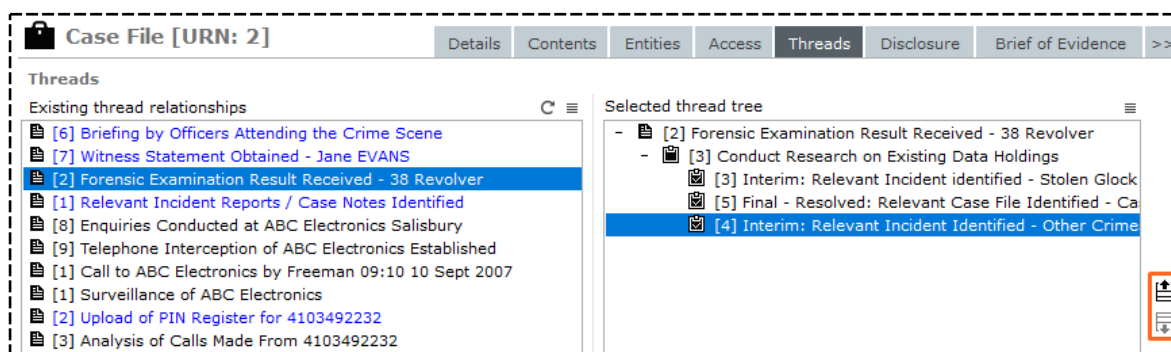 Case File [URN: 2]
Details Contents Entities Access Threads Disclosure Brief of Evidence >>
Threads
Existing thread relationships
[6] Briefing by Officers Attending the Crime Scene
[7] Witness Statement Obtained - Jane EVANS
[2] Forensic Examination Result Received - 38 Revolver
[1] Relevant Incident Reports / Case Notes Identified
[8] Enquiries Conducted at ABC Electronics Salisbury
[9] Telephone Interception of ABC Electronics Established
[1] Call to ABC Electronics by Freeman 09:10 10 Sept 2007
[1] Surveillance of ABC Electronics
[2] Upload of PIN Register for 4103492232
[3] Analysis of Calls Made From 4103492232
Selected thread tree
- [2] Forensic Examination Result Received - 38 Revolver
- [3] Conduct Research on Existing Data Holdings
[3] Interim: Relevant Incident identified - Stolen Glock
[5] Final - Resolved: Relevant Case File Identified - Ca
[4] Interim: Relevant Incident Identified - Other Crime